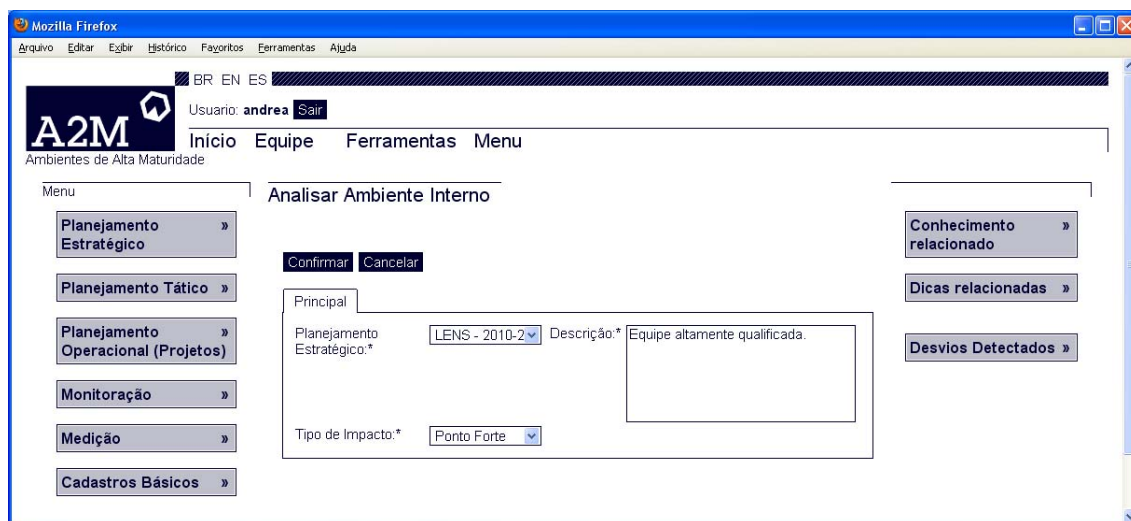 Mozilla Firefox
Arquivo Editar Exibir Histórico Favoritos Ferramentas Ajuda
BR EN ES
Usuario: andrea Sair
A2M
Início Equipe Ferramentas Menu
Ambientes de Alta Maturidade
Menu
Planejamento Estratégico »
Planejamento Tático »
Planejamento Operacional (Projetos) »
Monitoração »
Medição »
Cadastros Básicos »
Analisar Ambiente Interno
Confirmar Cancelar
Principal
Planejamento Estratégico:* LENS - 2010-2 Descrição:* Equipe altamente qualificada.
Tipo de Impacto:* Ponto Forte
Conhecimento relacionado »
Dicas relacionadas »
Desvios Detectados »